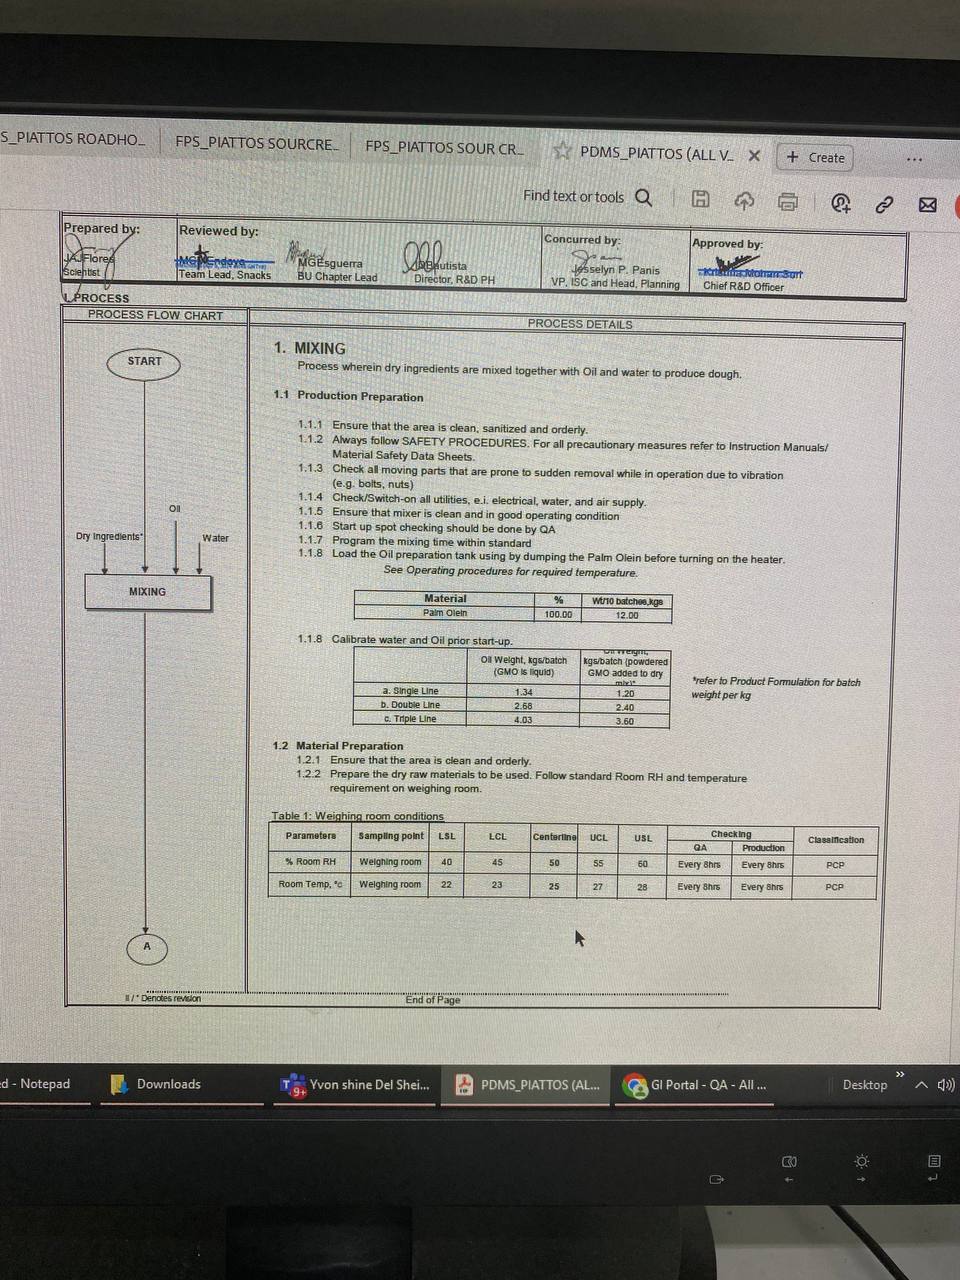 S_PIATTOS ROADHO...
FPS_PIATTOS SOURCRE...
FPS_PIATTOS SOUR CR...
PDMS_PIATTOS (ALL V...
+ Create
...
Find text or tools
Prepared by:
Reviewed by:
Concurred by:
Approved by:
JAJFlores
Scientist
Team Lead, Snacks
MGEsguerra
BU Chapter Lead
Bautista
Director, R&D PH
Josselyn P. Panis
VP, ISC and Head, Planning
Chief R&D Officer
I. PROCESS
PROCESS FLOW CHART
PROCESS DETAILS
START
Oil
Dry Ingredients*
Water
MIXING
A
1. MIXING
Process wherein dry ingredients are mixed together with Oil and water to produce dough.
1.1 Production Preparation
1.1.1 Ensure that the area is clean, sanitized and orderly.
1.1.2 Always follow SAFETY PROCEDURES. For all precautionary measures refer to Instruction Manuals/
Material Safety Data Sheets.
1.1.3 Check all moving parts that are prone to sudden removal while in operation due to vibration
(e.g. bolts, nuts)
1.1.4 Check/Switch-on all utilities, e.i. electrical, water, and air supply.
1.1.5 Ensure that mixer is clean and in good operating condition
1.1.6 Start up spot checking should be done by QA
1.1.7 Program the mixing time within standard
1.1.8 Load the Oil preparation tank using by dumping the Palm Olein before turning on the heater.
See Operating procedures for required temperature.
Material % Wt/10 batches,kgs
Palm Olein 100.00 12.00
1.1.8 Calibrate water and Oil prior start-up.
Oil Weight, kgs/batch
(GMO is liquid)
Oil Weight,
kgs/batch (powdered
GMO added to dry
mix)*
a. Single Line 1.34 1.20
b. Double Line 2.68 2.40
c. Triple Line 4.03 3.60
*refer to Product Formulation for batch
weight per kg
1.2 Material Preparation
1.2.1 Ensure that the area is clean and orderly.
1.2.2 Prepare the dry raw materials to be used. Follow standard Room RH and temperature
requirement on weighing room.
Table 1: Weighing room conditions
Parameters Sampling point LSL LCL Centerline UCL USL Checking Classification
QA Production
% Room RH Weighing room 40 45 50 55 60 Every 8hrs Every 8hrs PCP
Room Temp, °c Weighing room 22 23 25 27 28 Every 8hrs Every 8hrs PCP
II / * Denotes revision
End of Page
ed - Notepad
Downloads
9+
Yvon shine Del Shei...
PDMS_PIATTOS (AL...
GI Portal - QA - All ...
Desktop